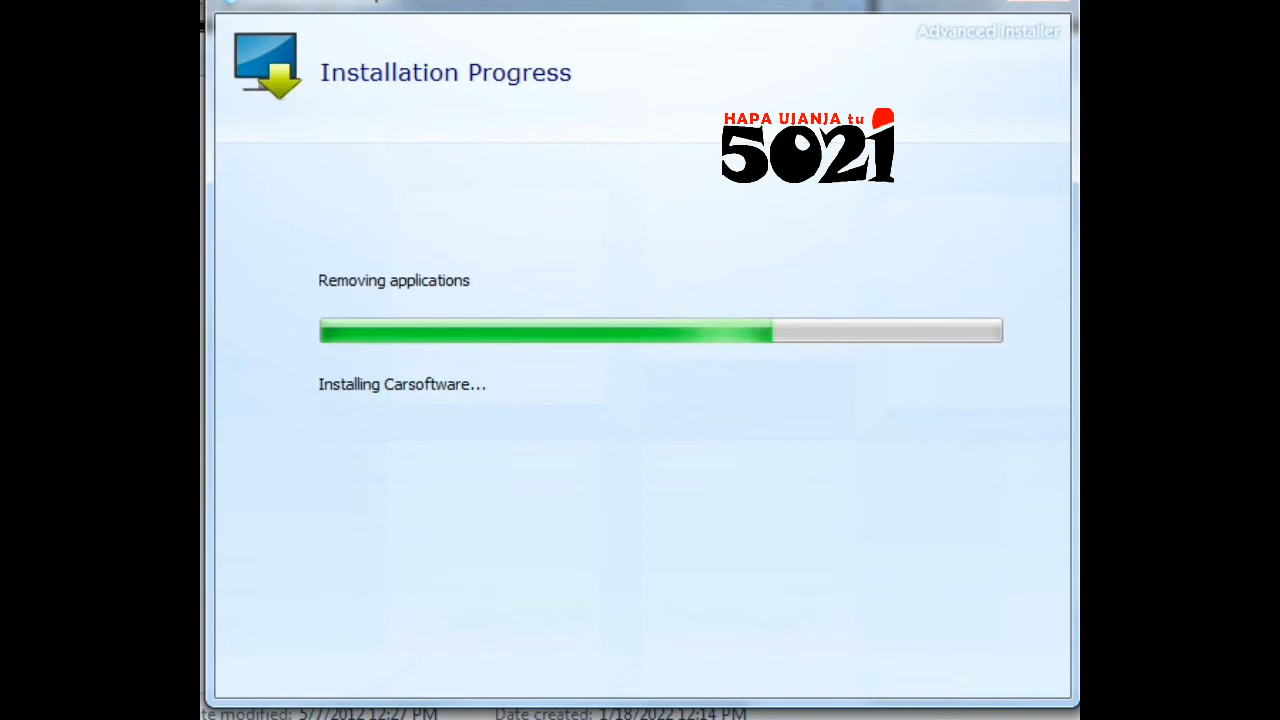 Advanced Installer
Installation Progress
HAPA UJANJA tu
5021
Removing applications
Installing Carsoftware...
te modified: 5/7/2012 12:27 PM Date created: 1/18/2022 12:14 PM